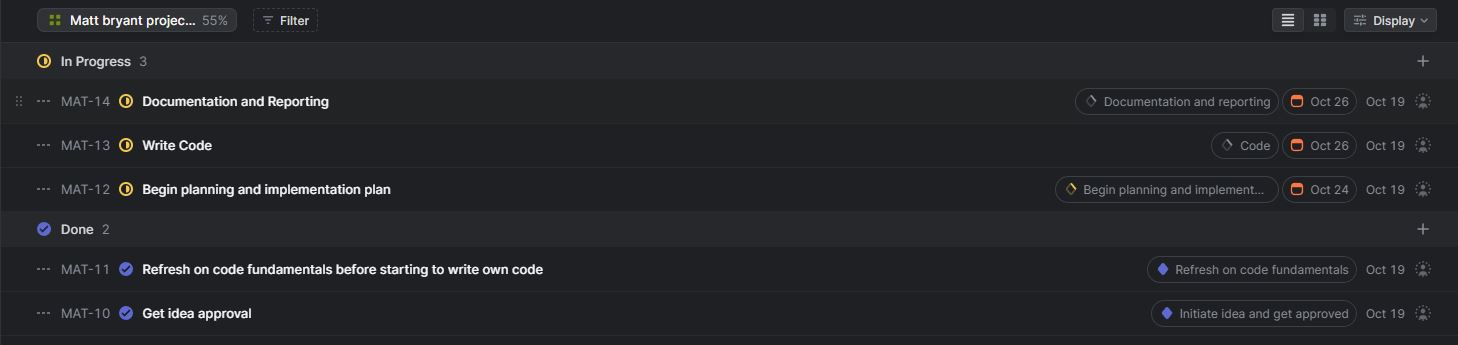 Matt bryant projec... 55% Filter Display
In Progress 3
MAT-14 Documentation and Reporting Documentation and reporting Oct 26 Oct 19
MAT-13 Write Code Code Oct 26 Oct 19
MAT-12 Begin planning and implementation plan Begin planning and implement... Oct 24 Oct 19
Done 2
MAT-11 Refresh on code fundamentals before starting to write own code Refresh on code fundamentals Oct 19
MAT-10 Get idea approval Initiate idea and get approved Oct 19